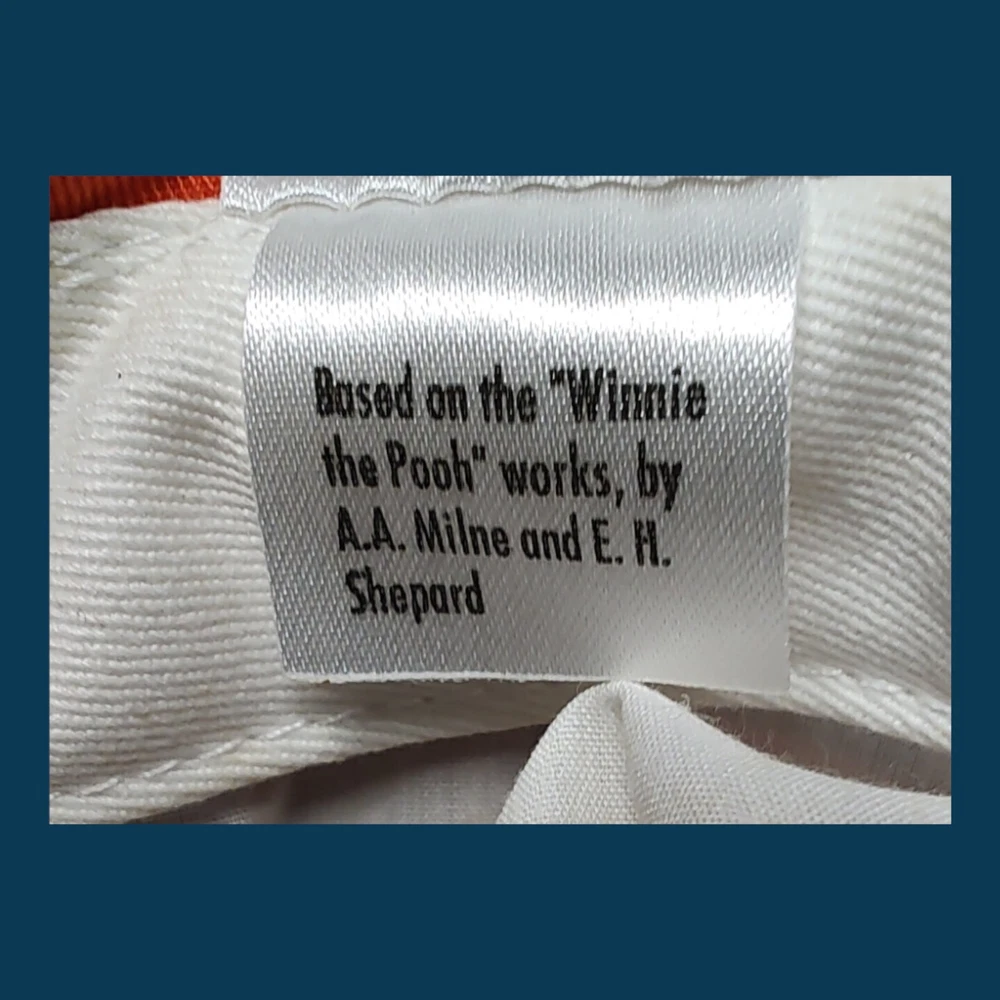 Based on the "Winnie
the Pooh" works, by
A.A. Milne and E. H.
Shepard